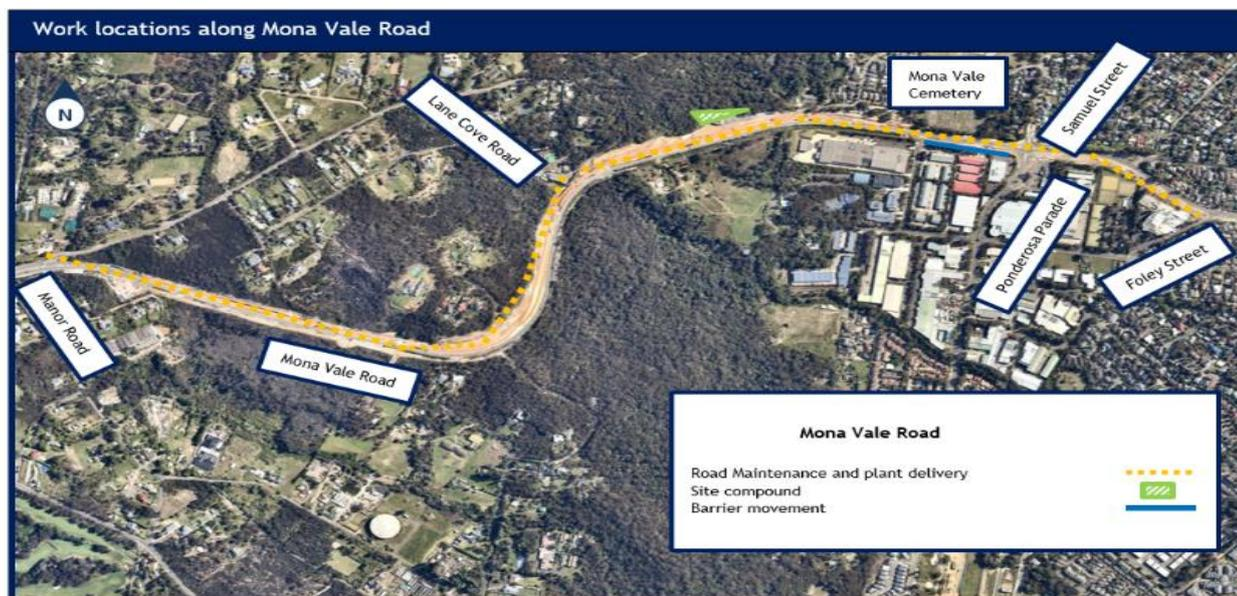 Work locations along Mona Vale Road
N
Lane Cove Road
Mona Vale
Cemetery
Samuel Street
Manor Road
Mona Vale Road
Ponderosa Parade
Foley Street
Mona Vale Road
Road Maintenance and plant delivery
Site compound
Barrier movement